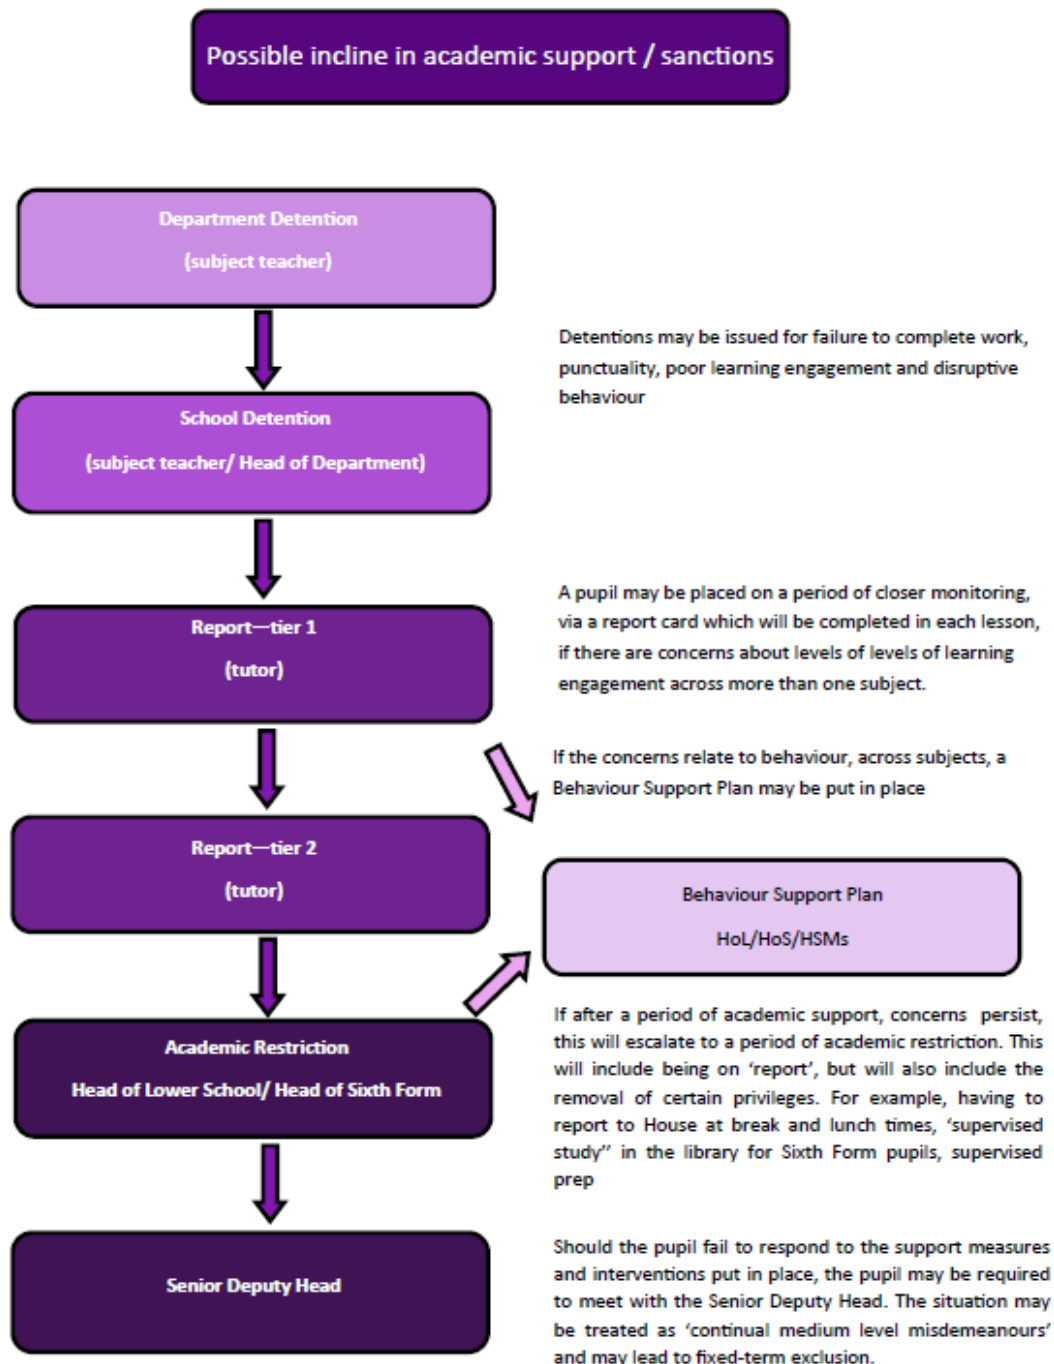 Possible incline in academic support / sanctions
Department Detention
(subject teacher)
Detentions may be issued for failure to complete work,
punctuality, poor learning engagement and disruptive
behaviour
School Detention
(subject teacher/ Head of Department)
A pupil may be placed on a period of closer monitoring,
via a report card which will be completed in each lesson,
if there are concerns about levels of levels of learning
engagement across more than one subject.
Report—tier 1
(tutor)
If the concerns relate to behaviour, across subjects, a
Behaviour Support Plan may be put in place
Report—tier 2
(tutor)
Behaviour Support Plan
HoL/HoS/HSMs
If after a period of academic support, concerns persist,
this will escalate to a period of academic restriction. This
will include being on ‘report’, but will also include the
removal of certain privileges. For example, having to
report to House at break and lunch times, ‘supervised
study’’ in the library for Sixth Form pupils, supervised
prep
Academic Restriction
Head of Lower School/ Head of Sixth Form
Should the pupil fail to respond to the support measures
and interventions put in place, the pupil may be required
to meet with the Senior Deputy Head. The situation may
be treated as ‘continual medium level misdemeanours’
and may lead to fixed-term exclusion.
Senior Deputy Head